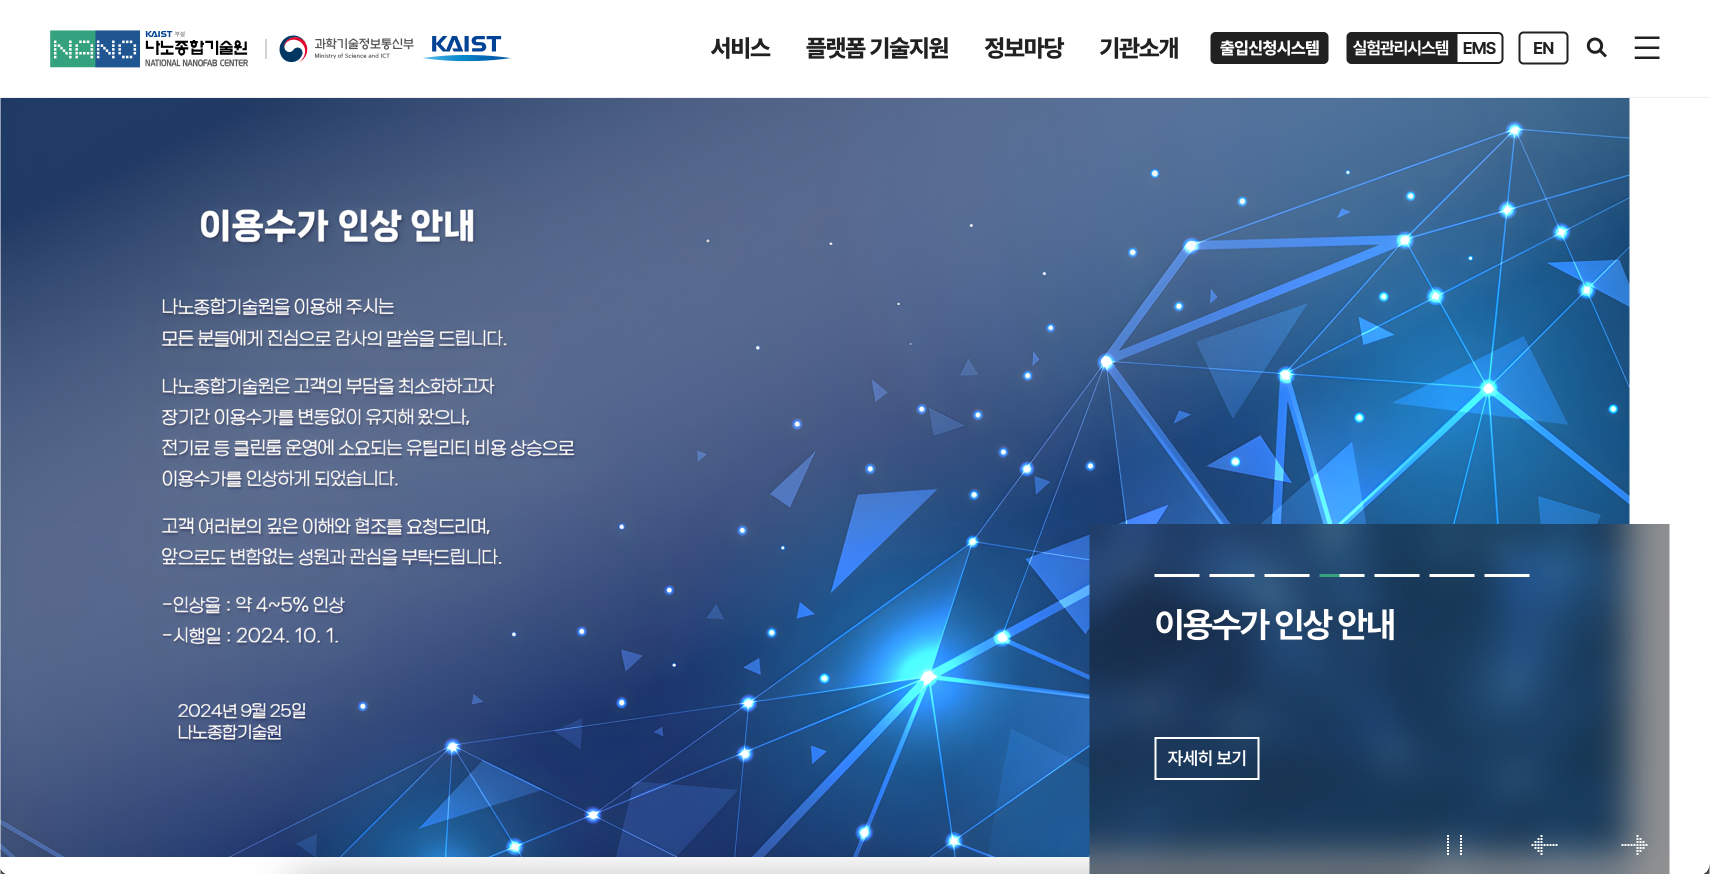 NANO
KAIST 부설
나노종합기술원
NATIONAL NANOFAB CENTER
과학기술정보통신부
Ministry of Science and ICT
KAIST
서비스
플랫폼 기술지원
정보마당
기관소개
출입신청시스템
실험관리시스템 EMS
EN
이용수가 인상 안내
나노종합기술원을 이용해 주시는
모든 분들에게 진심으로 감사의 말씀을 드립니다.
나노종합기술원은 고객의 부담을 최소화하고자
장기간 이용수가를 변동없이 유지해 왔으나,
전기료 등 클린룸 운영에 소요되는 유틸리티 비용 상승으로
이용수가를 인상하게 되었습니다.
고객 여러분의 깊은 이해와 협조를 요청드리며,
앞으로도 변함없는 성원과 관심을 부탁드립니다.
-인상율 : 약 4~5% 인상
-시행일 : 2024. 10. 1.
2024년 9월 25일
나노종합기술원
이용수가 인상 안내
자세히 보기